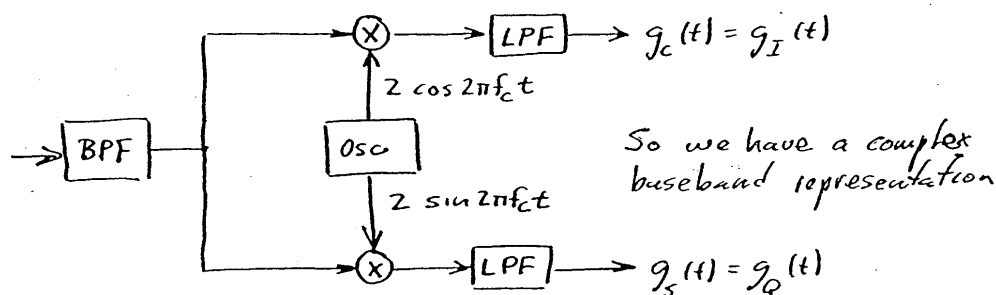 LPF
g_c(t) = g_I(t)
2 cos 2πf_c t
BPF
Osc
So we have a complex
baseband representation
2 sin 2πf_c t
LPF
g_s(t) = g_Q(t)
X
X